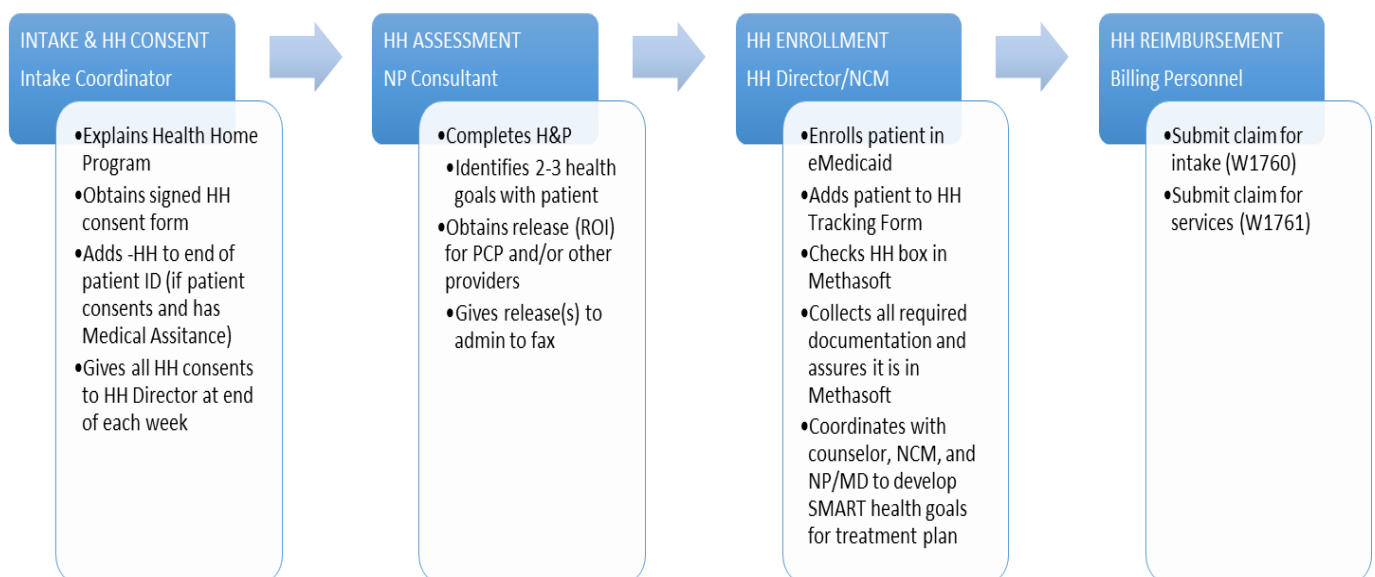 INTAKE & HH CONSENT
Intake Coordinator
•Explains Health Home
Program
•Obtains signed HH
consent form
•Adds -HH to end of
patient ID (if patient
consents and has
Medical Assitance)
•Gives all HH consents
to HH Director at end
of each week
HH ASSESSMENT
NP Consultant
•Completes H&P
•Identifies 2-3 health
goals with patient
•Obtains release (ROI)
for PCP and/or other
providers
•Gives release(s) to
admin to fax
HH ENROLLMENT
HH Director/NCM
•Enrolls patient in
eMedicaid
•Adds patient to HH
Tracking Form
•Checks HH box in
Methasoft
•Collects all required
documentation and
assures it is in
Methasoft
•Coordinates with
counselor, NCM, and
NP/MD to develop
SMART health goals
for treatment plan
HH REIMBURSEMENT
Billing Personnel
•Submit claim for
intake (W1760)
•Submit claim for
services (W1761)